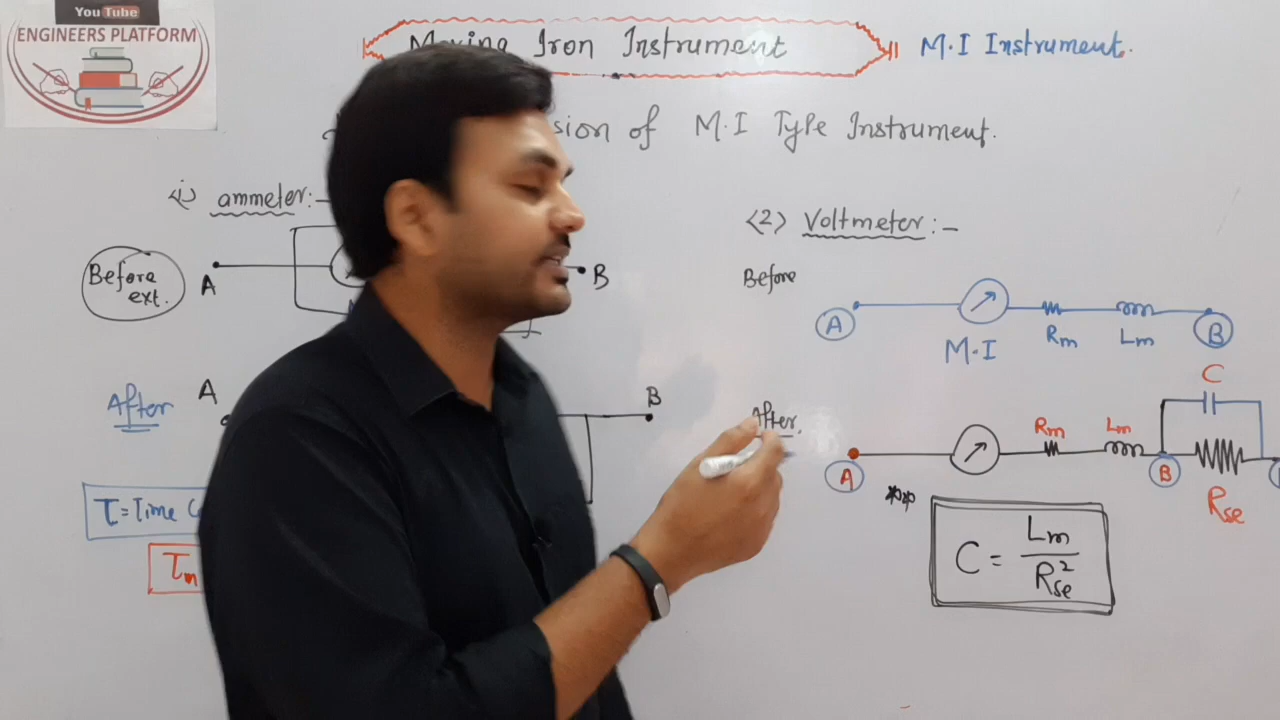 YouTube
ENGINEERS PLATFORM
Iron Instrument
M.I Instrument.
of M.I Type Instrument.
(i) ammeter:-
Before
ext.
A
B
After
A
B
T = Time
Tm
(2) Voltmeter:-
Before
A
M.I
Rm
Lm
B
After.
A
Rm
Lm
B
C
Rse
C = Lm / Rse²